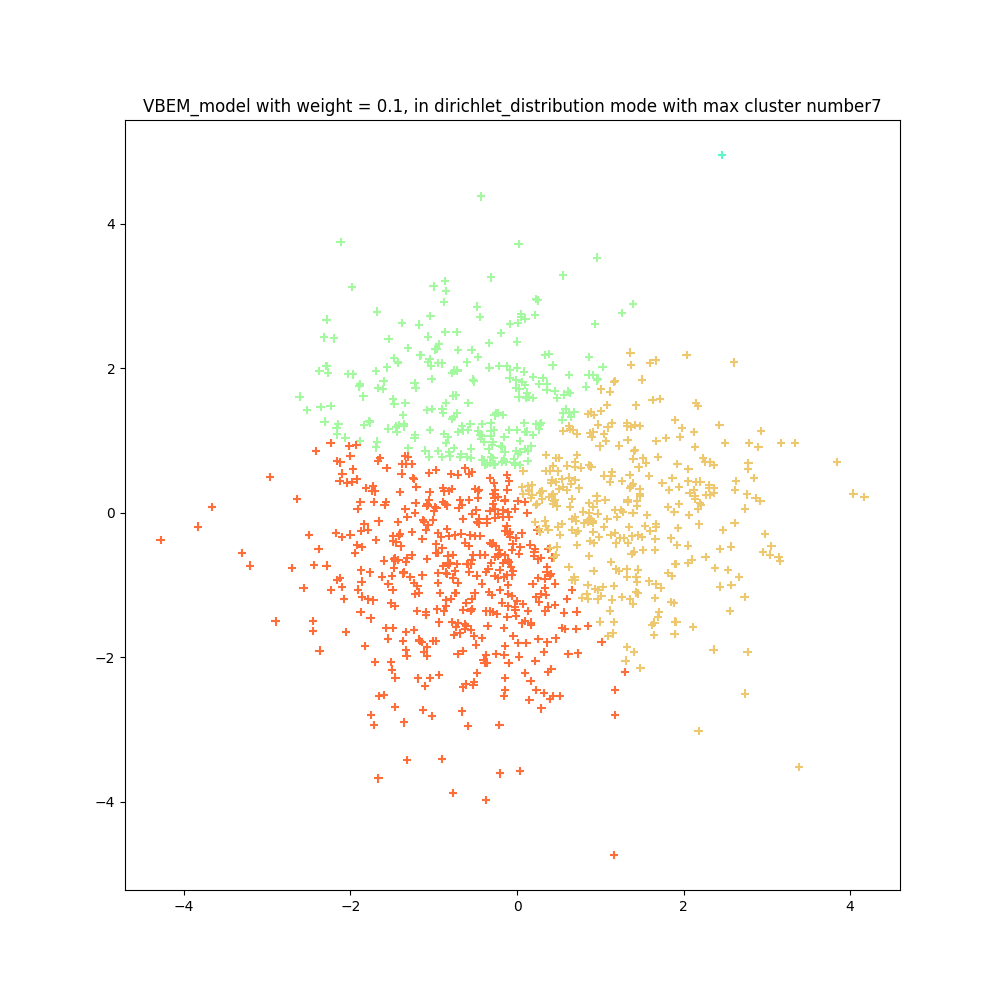 VBEM_model with weight = 0.1, in dirichlet_distribution mode with max cluster number7
4
2
0
−2
−4
−4 −2 0 2 4